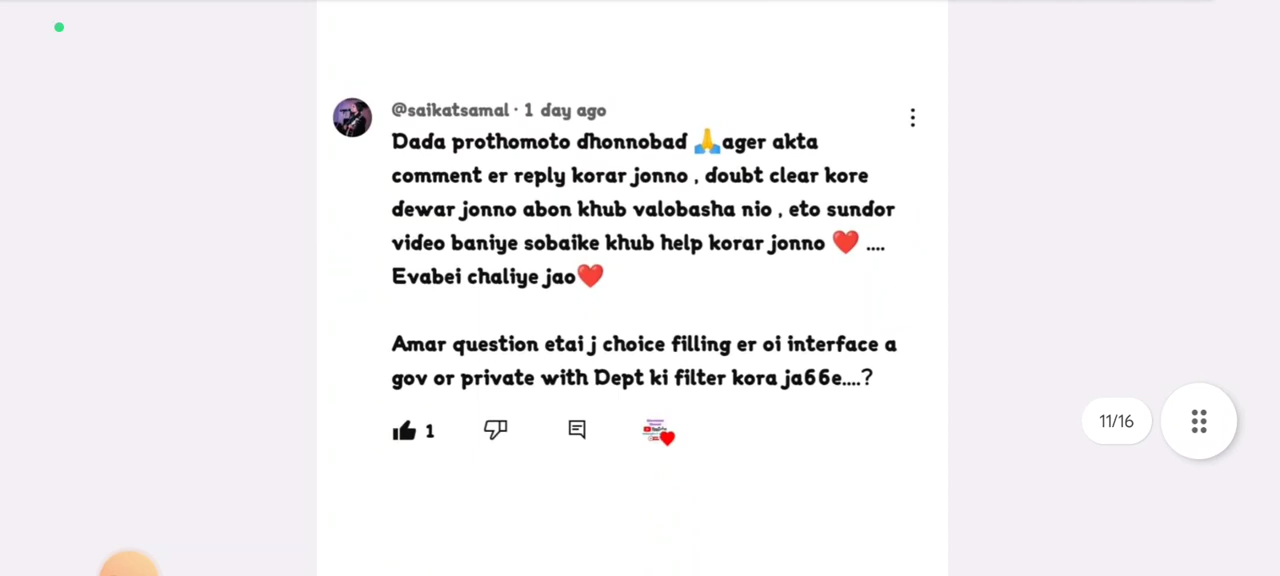 @saikatsamal · 1 day ago
Dada prothomoto dhonnobad 🙏ager akta
comment er reply korar jonno , doubt clear kore
dewar jonno abon khub valobasha nio , eto sundor
video baniye sobaike khub help korar jonno ❤️ ....
Evabei chaliye jao❤️
Amar question etai j choice filling er oi interface a
gov or private with Dept ki filter kora ja66e....?
1
11/16